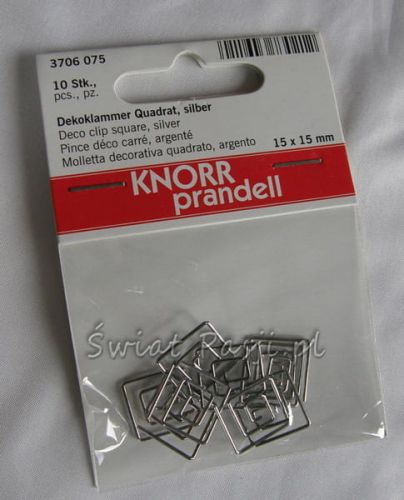 3706 075
10 Stk.,
pcs., pz.
Dekoklammer Quadrat, silber
Deco clip square, silver
Pince déco carré, argenté
Molletta decorativa quadrato, argento
15 x 15 mm
KNORR
prandell
Świat Pasji.pl